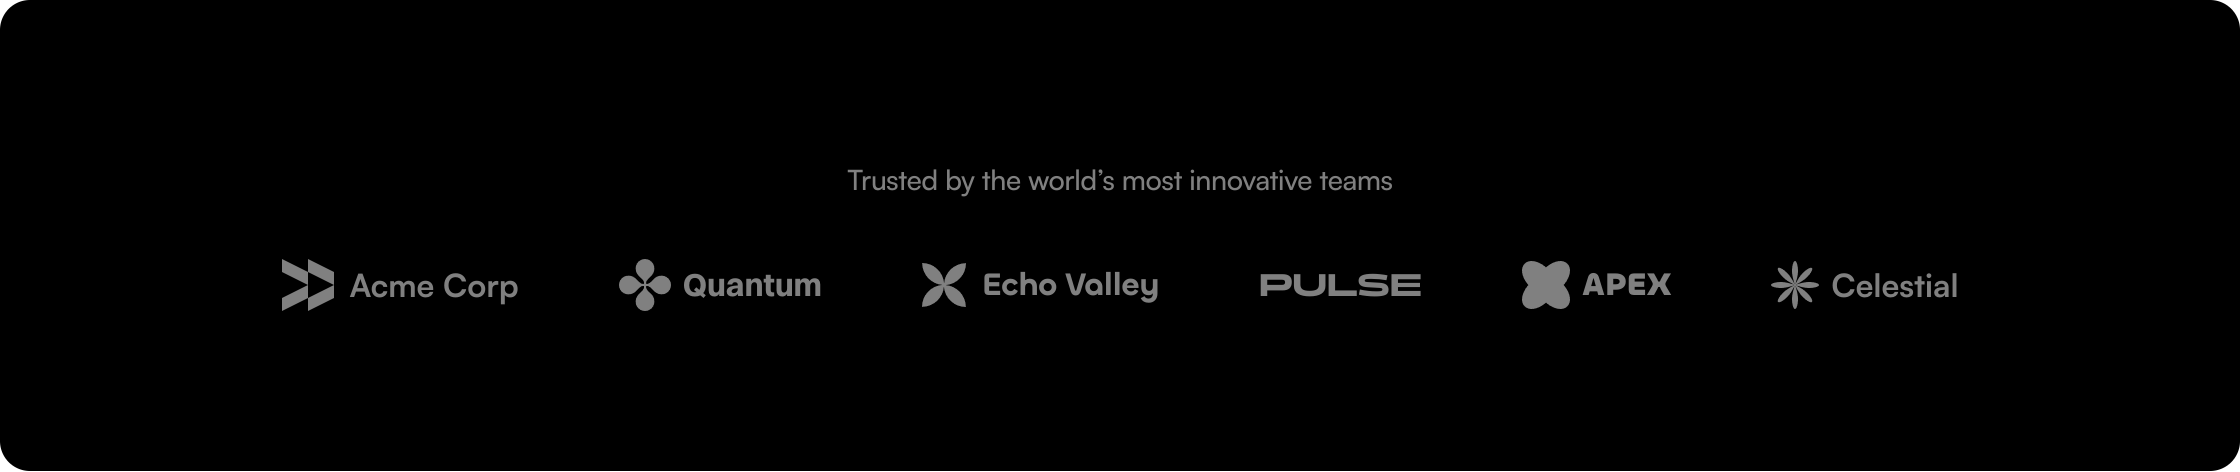 Trusted by the world’s most innovative teams
Acme Corp Quantum Echo Valley PULSE APEX Celestial